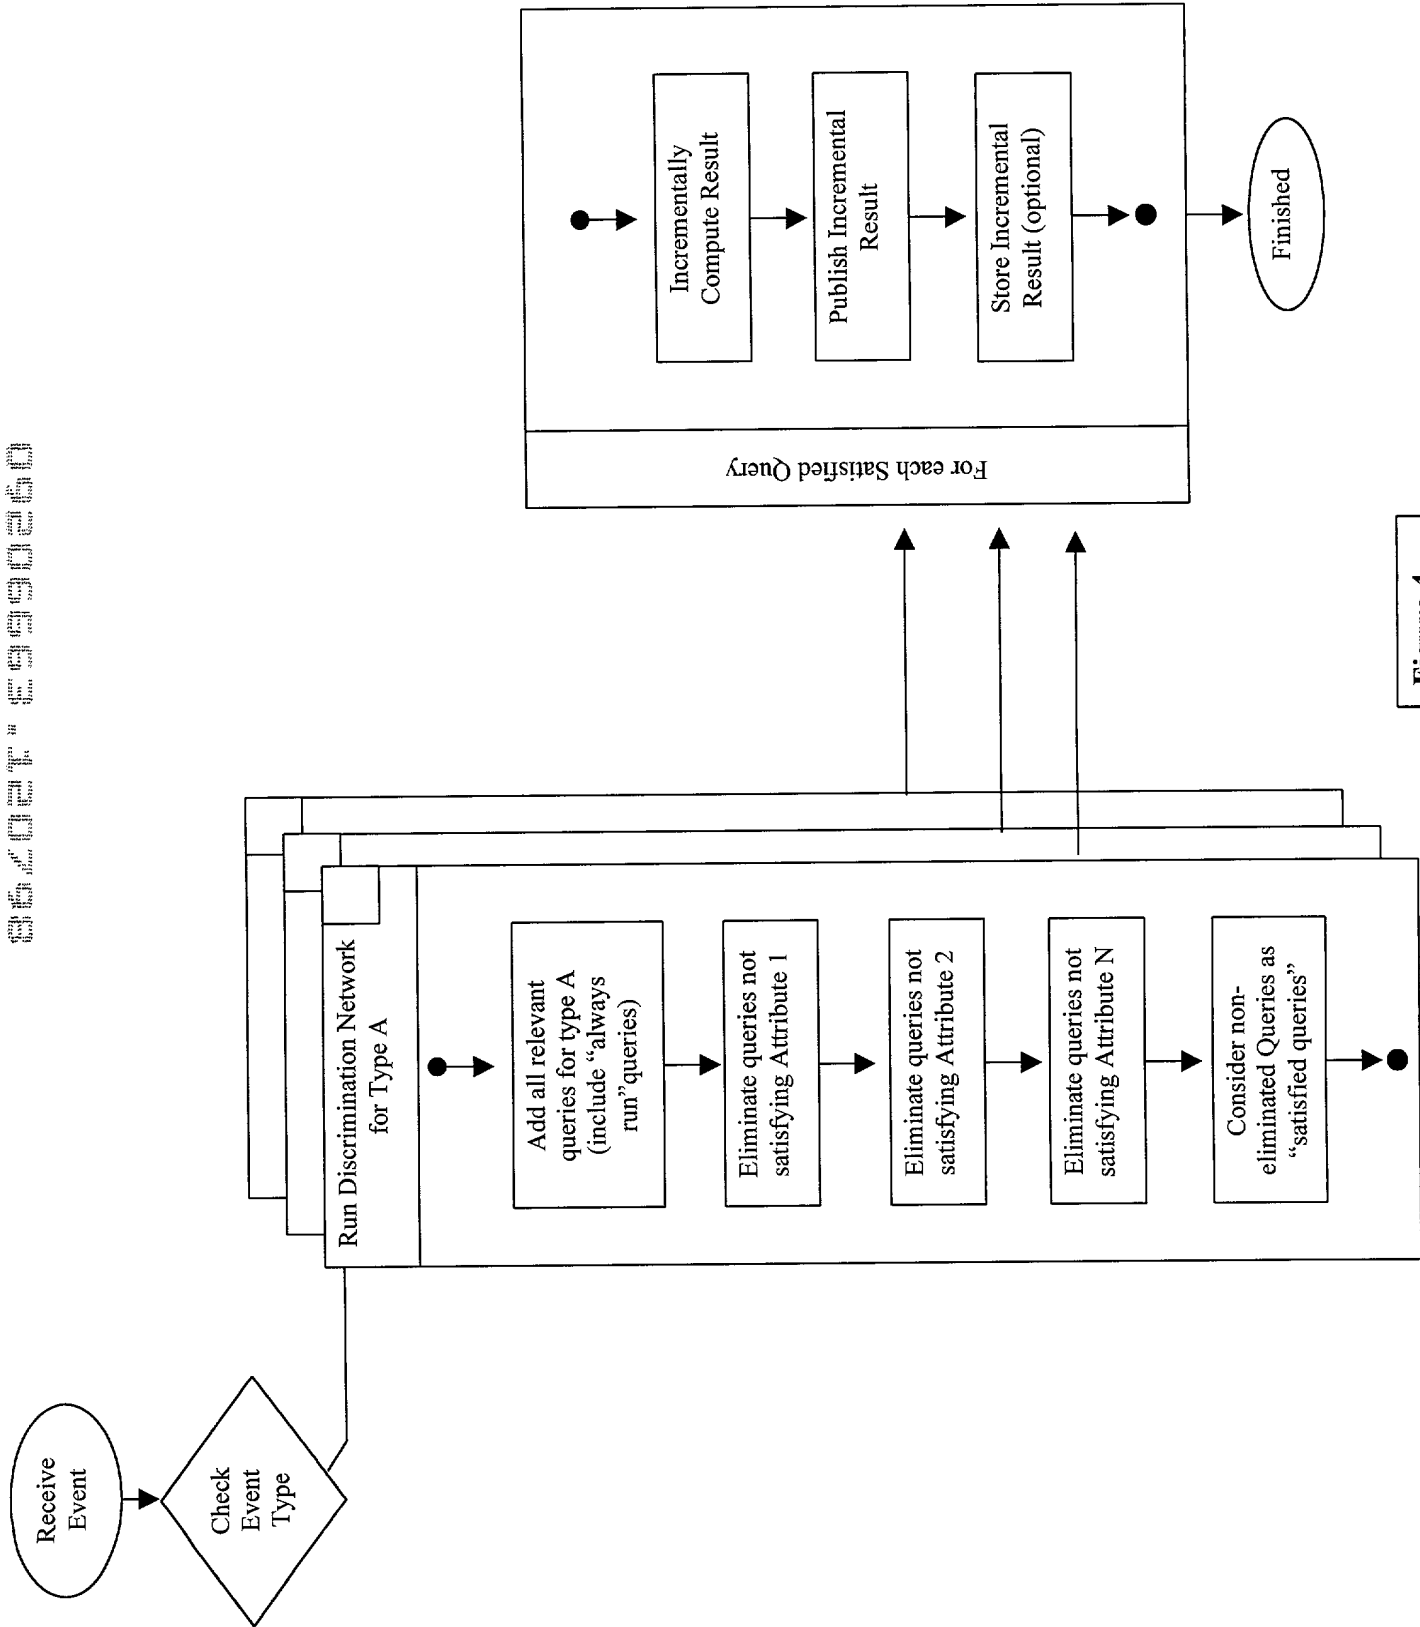 Receive
Event
Check
Event
Type
Run Discrimination Network
for Type A
Add all relevant
queries for type A
(include “always
run”queries)
Eliminate queries not
satisfying Attribute 1
Eliminate queries not
satisfying Attribute 2
Eliminate queries not
satisfying Attribute N
Consider non-
eliminated Queries as
“satisfied queries”
For each Satisfied Query
Incrementally
Compute Result
Publish Incremental
Result
Store Incremental
Result (optional)
Finished